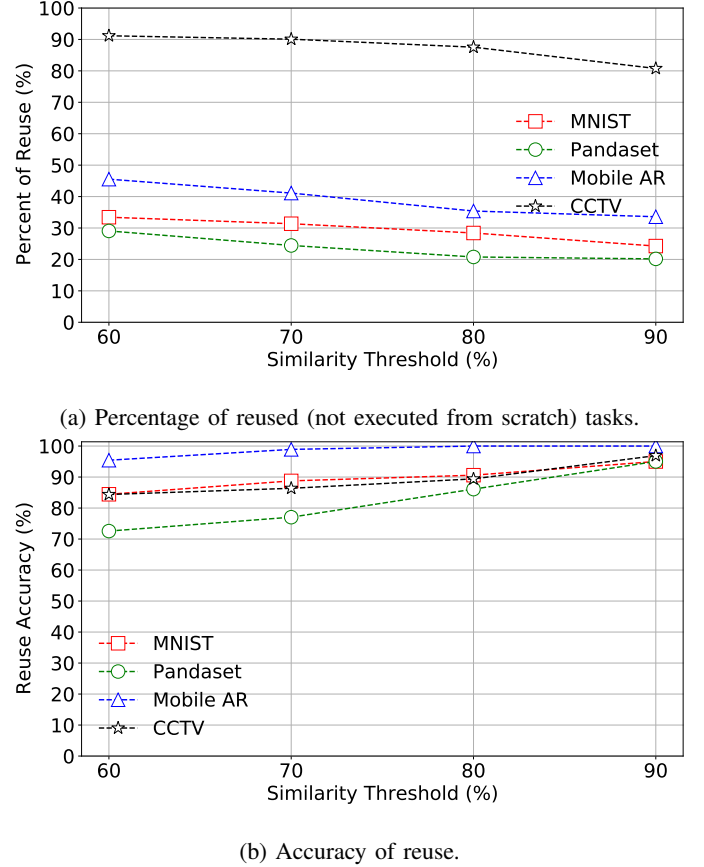 100
90
80
70
60
50
40
30
20
10
0
Percent of Reuse (%)
MNIST
Pandaset
Mobile AR
CCTV
60 70 80 90
Similarity Threshold (%)
(a) Percentage of reused (not executed from scratch) tasks.
100
90
80
70
60
50
40
30
20
10
0
Reuse Accuracy (%)
MNIST
Pandaset
Mobile AR
CCTV
60 70 80 90
Similarity Threshold (%)
(b) Accuracy of reuse.